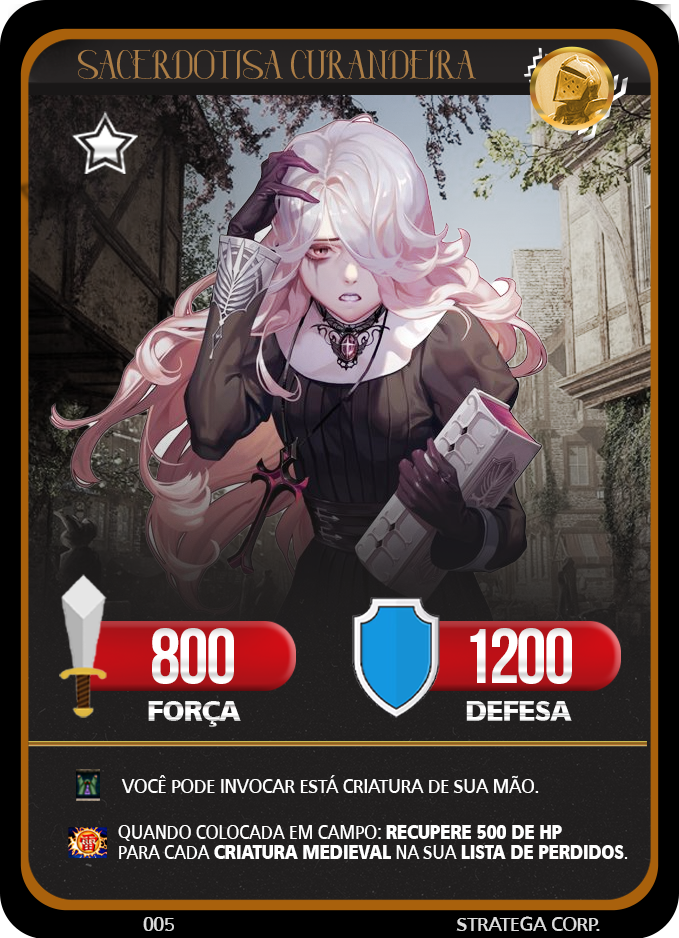 SACERDOTISA CURANDEIRA
800
FORÇA
1200
DEFESA
VOCÊ PODE INVOCAR ESTÁ CRIATURA DE SUA MÃO.
QUANDO COLOCADA EM CAMPO: RECUPERE 500 DE HP
PARA CADA CRIATURA MEDIEVAL NA SUA LISTA DE PERDIDOS.
005
STRATEGA CORP.